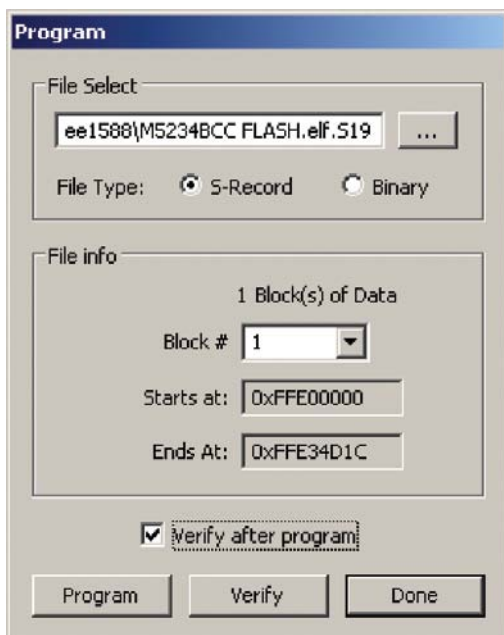 Program
File Select
ee1588\M5234BCC FLASH.elf.S19
...
File Type: S-Record Binary
File info
1 Block(s) of Data
Block # 1
Starts at: 0xFFE00000
Ends At: 0xFFE34D1C
Verify after program
Program Verify Done